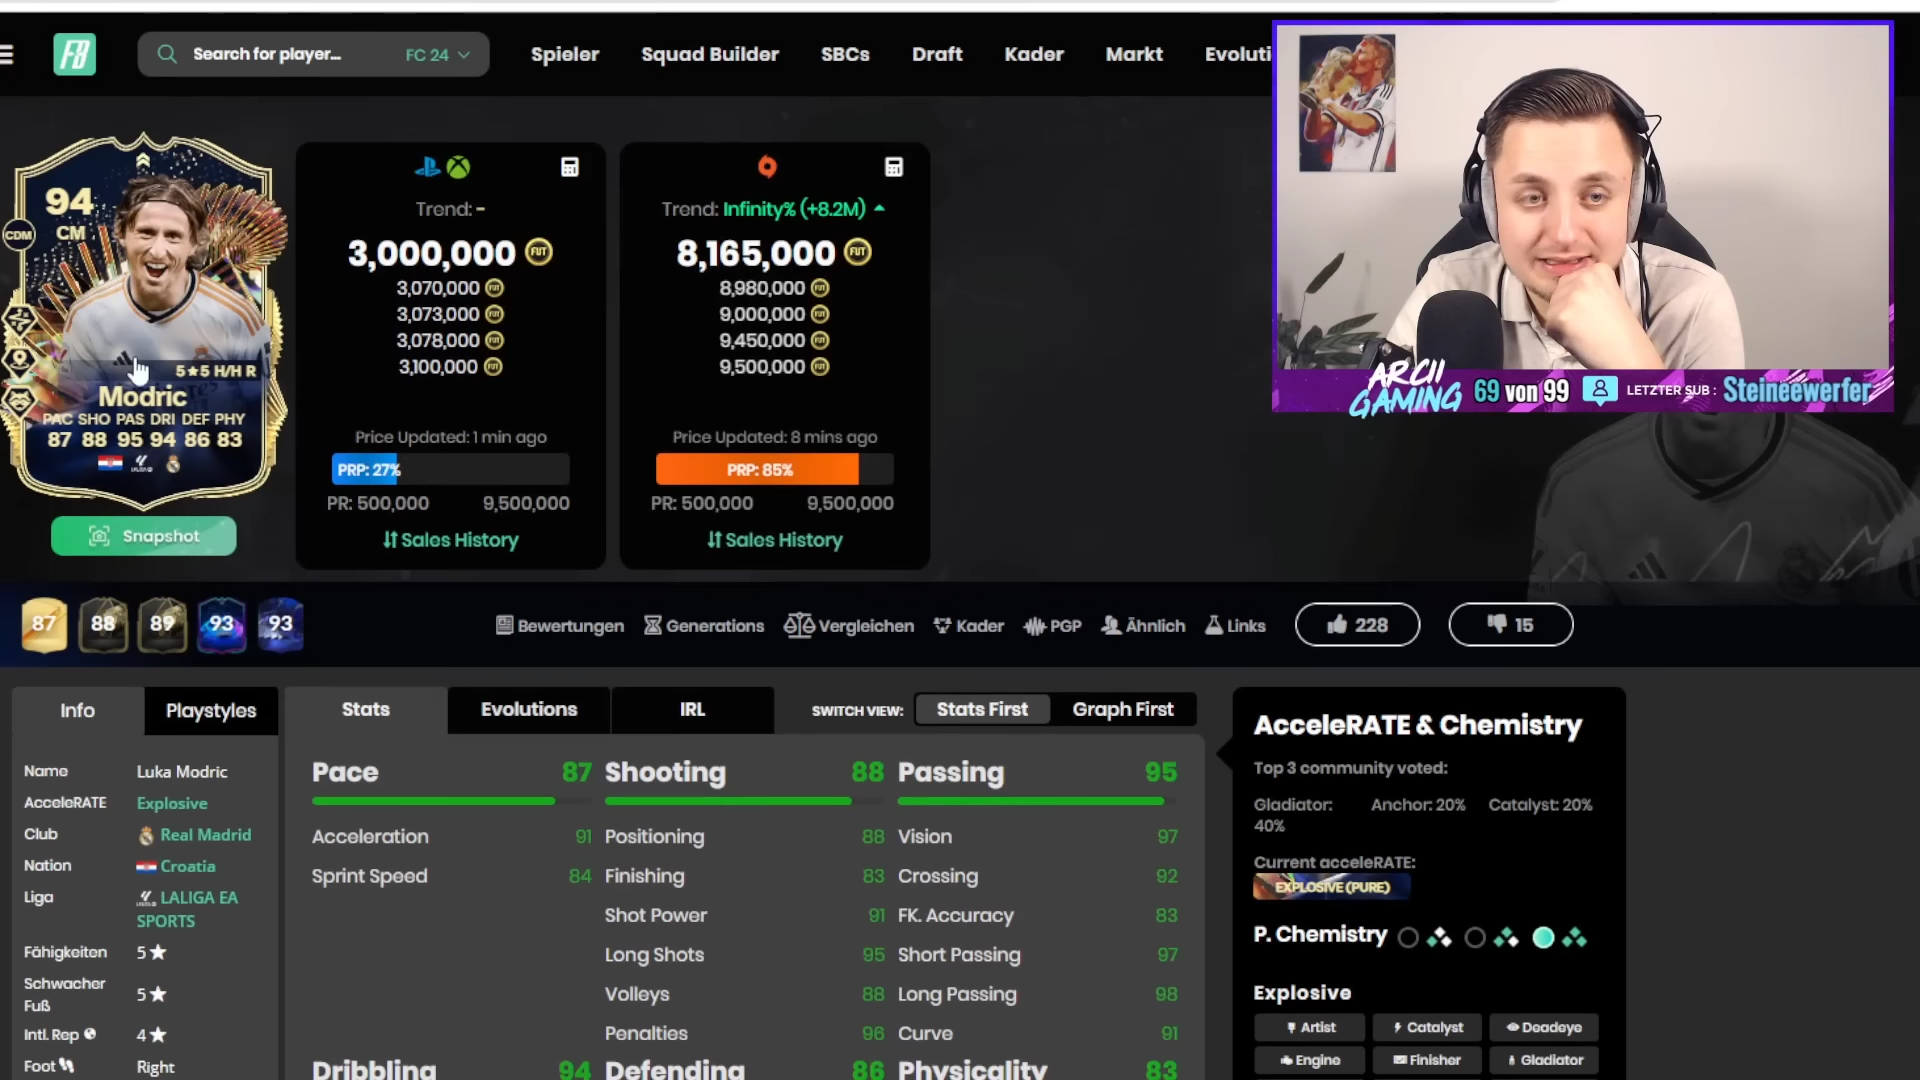 Search for player...
FC 24
Spieler
Squad Builder
SBCs
Draft
Kader
Markt
Evoluti
94
CM
CDM
5★5 H/H R
Modric
PAC SHO PAS DRI DEF PHY
87 88 95 94 86 83
Snapshot
Trend: -
3,000,000
3,070,000
3,073,000
3,078,000
3,100,000
Price Updated: 1 min ago
PRP: 27%
PR: 500,000 9,500,000
Sales History
Trend: Infinity% (+8.2M)
8,165,000
8,980,000
9,000,000
9,450,000
9,500,000
Price Updated: 8 mins ago
PRP: 85%
PR: 500,000 9,500,000
Sales History
ARCII
GAMING
69 von 99
LETZTER SUB :
Steineewerfer
87 88 89 93 93
Bewertungen
Generations
Vergleichen
Kader
PGP
Ähnlich
Links
228
15
Info
Playstyles
Name Luka Modric
AcceleRATE Explosive
Club Real Madrid
Nation Croatia
Liga LALIGA EA
SPORTS
Fähigkeiten 5★
Schwacher
Fuß 5★
Intl. Rep 4★
Foot Right
Stats
Evolutions
IRL
SWITCH VIEW:
Stats First
Graph First
Pace 87
Acceleration 91
Sprint Speed 84
Dribbling 94
Shooting 88
Positioning 88
Finishing 83
Shot Power 91
Long Shots 95
Volleys 88
Penalties 96
Defending 86
Passing 95
Vision 97
Crossing 92
FK. Accuracy 83
Short Passing 97
Long Passing 98
Curve 91
Physicality 83
AcceleRATE & Chemistry
Top 3 community voted:
Gladiator: Anchor: 20% Catalyst: 20%
40%
Current acceleRATE:
EXPLOSIVE (PURE)
P. Chemistry
Explosive
Artist
Catalyst
Deadeye
Engine
Finisher
Gladiator